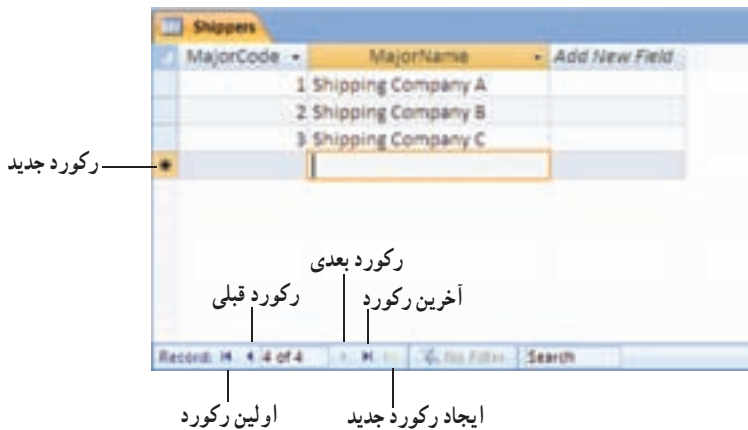 Shippers
MajorCode MajorName Add New Field
1 Shipping Company A
2 Shipping Company B
3 Shipping Company C
رکورد جدید
رکورد بعدی
رکورد قبلی
آخرین رکورد
Record: 4 of 4 No Filter Search
اولین رکورد
ایجاد رکورد جدید